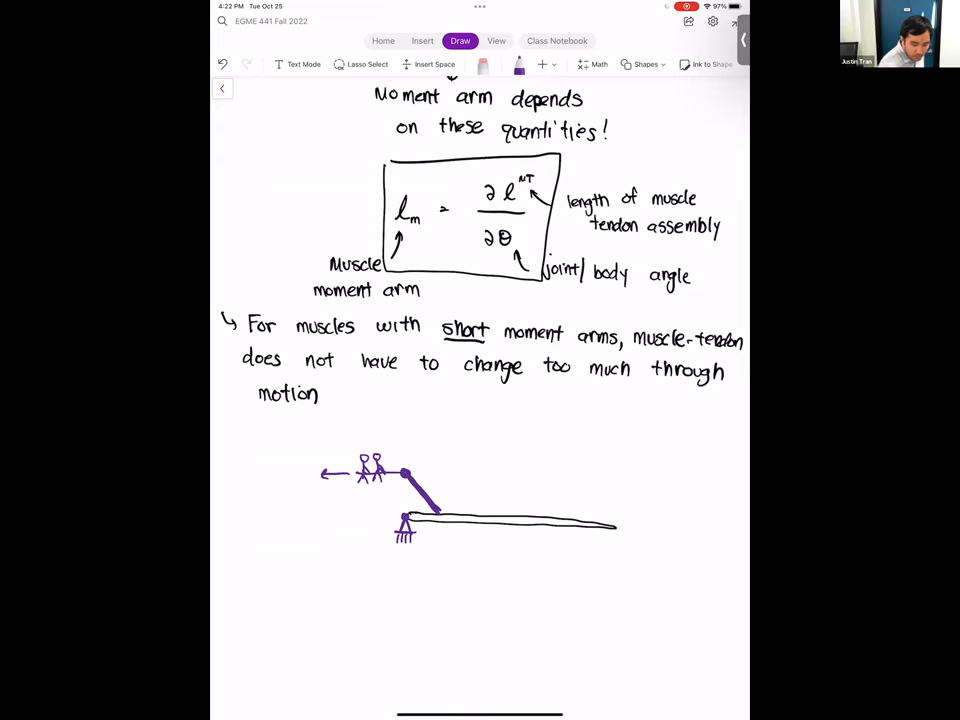 4:22 PM Tue Oct 25
97%
EGME 441 Fall 2022
Home Insert Draw View Class Notebook
Text Mode Lasso Select Insert Space Math Shapes Ink to Shape
Justin Tran
Moment arm depends
on these quantities!
lm = ∂l^MT / ∂θ
length of muscle
tendon assembly
Muscle
moment arm
joint/body angle
↳ For muscles with short moment arms, muscle-tendon
does not have to change too much through
motion